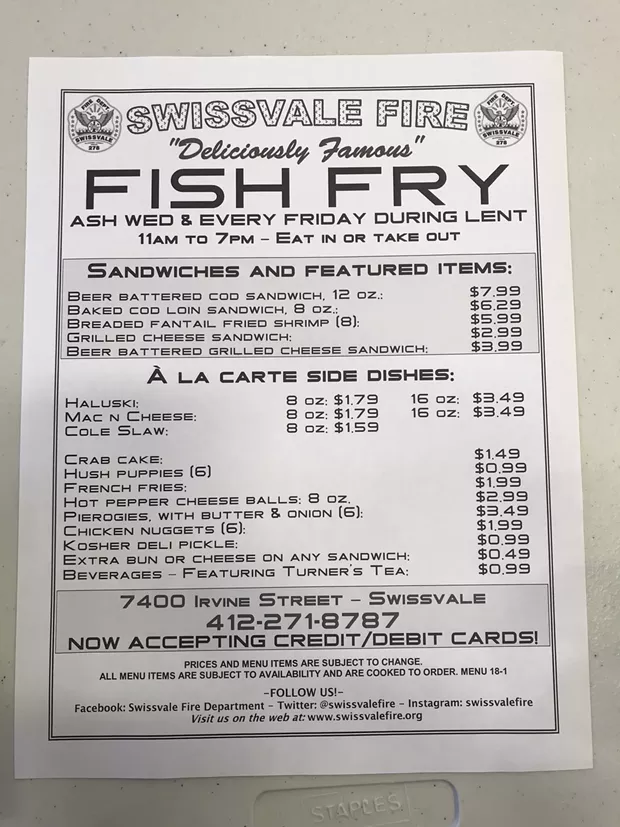 FIRE DEPT
SWISSVALE
278
SWISSVALE FIRE
FIRE DEPT
SWISSVALE
278
"Deliciously Famous"
FISH FRY
ASH WED & EVERY FRIDAY DURING LENT
11AM TO 7PM – EAT IN OR TAKE OUT
SANDWICHES AND FEATURED ITEMS:
BEER BATTERED COD SANDWICH, 12 OZ.: $7.99
BAKED COD LOIN SANDWICH, 8 OZ.: $6.29
BREADED FANTAIL FRIED SHRIMP (8): $5.99
GRILLED CHEESE SANDWICH: $2.99
BEER BATTERED GRILLED CHEESE SANDWICH: $3.99
À LA CARTE SIDE DISHES:
HALUSKI: 8 OZ: $1.79 16 OZ: $3.49
MAC N CHEESE: 8 OZ: $1.79 16 OZ: $3.49
COLE SLAW: 8 OZ: $1.59
CRAB CAKE: $1.49
HUSH PUPPIES (6) $0.99
FRENCH FRIES: $1.99
HOT PEPPER CHEESE BALLS: 8 OZ. $2.99
PIEROGIES, WITH BUTTER & ONION (6): $3.49
CHICKEN NUGGETS (6): $1.99
KOSHER DELI PICKLE: $0.99
EXTRA BUN OR CHEESE ON ANY SANDWICH: $0.49
BEVERAGES – FEATURING TURNER'S TEA: $0.99
7400 IRVINE STREET – SWISSVALE
412-271-8787
NOW ACCEPTING CREDIT/DEBIT CARDS!
PRICES AND MENU ITEMS ARE SUBJECT TO CHANGE.
ALL MENU ITEMS ARE SUBJECT TO AVAILABILITY AND ARE COOKED TO ORDER. MENU 18-1
–FOLLOW US!–
Facebook: Swissvale Fire Department – Twitter: @swissvalefire – Instagram: swissvalefire
Visit us on the web at: www.swissvalefire.org
STAPLES